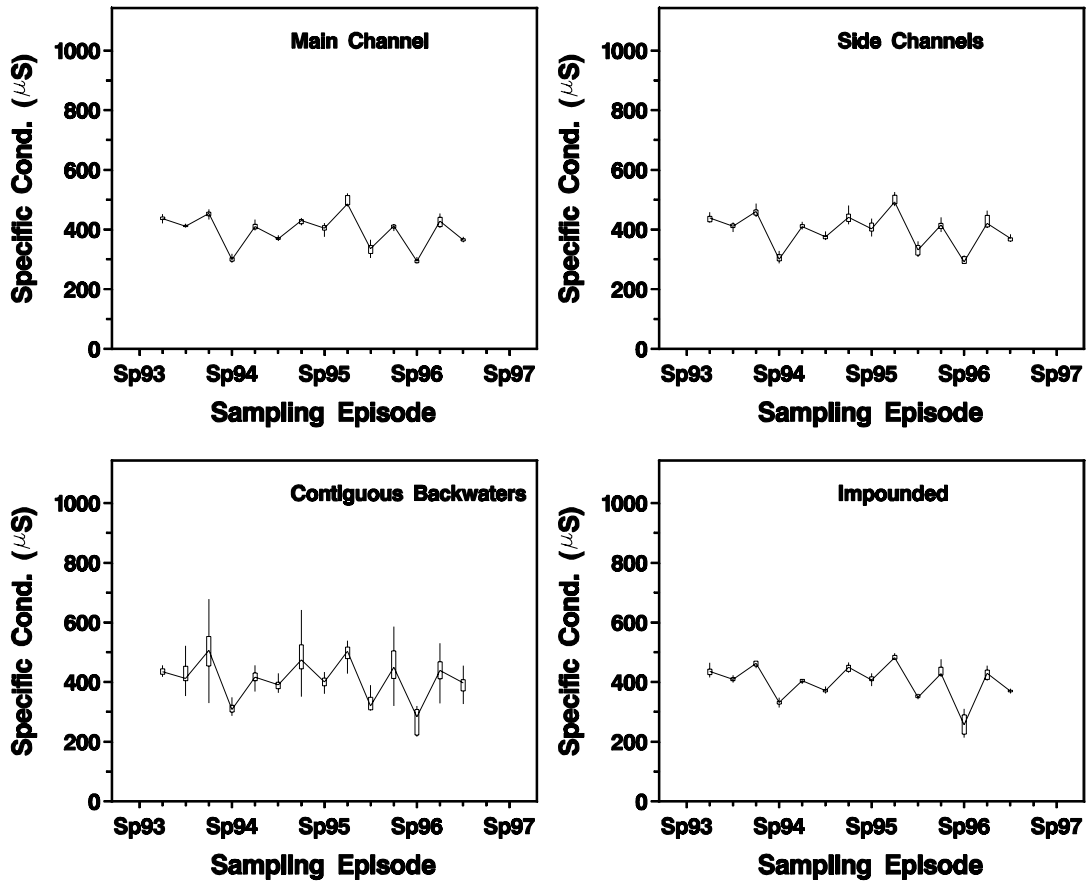 Main Channel
Specific Cond. (μS)
1000
800
600
400
200
0
Sp93 Sp94 Sp95 Sp96 Sp97
Sampling Episode
Side Channels
Specific Cond. (μS)
1000
800
600
400
200
0
Sp93 Sp94 Sp95 Sp96 Sp97
Sampling Episode
Contiguous Backwaters
Specific Cond. (μS)
1000
800
600
400
200
0
Sp93 Sp94 Sp95 Sp96 Sp97
Sampling Episode
Impounded
Specific Cond. (μS)
1000
800
600
400
200
0
Sp93 Sp94 Sp95 Sp96 Sp97
Sampling Episode